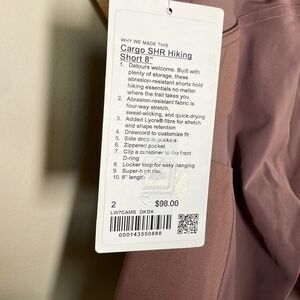 WHY WE MADE THIS
Cargo SHR Hiking
Short 8"
1. Detours welcome. Built with
plenty of storage, these
abrasion-resistant shorts hold
hiking essentials no matter
where the trail takes you
2. Abrasion-resistant fabric is
four-way stretch,
sweat-wicking, and quick-drying
3. Added Lycra® fibre for stretch
and shape retention
4. Drawcord to customize fit
5. Side drop-in pockets
6. Zippered pocket
7. Clip a carabiner to the front
D-ring
8. Locker loop for easy hanging
9. Super-high rise
10. 8" length
2 $98.00
LW7CAMS DKOX
000143550888